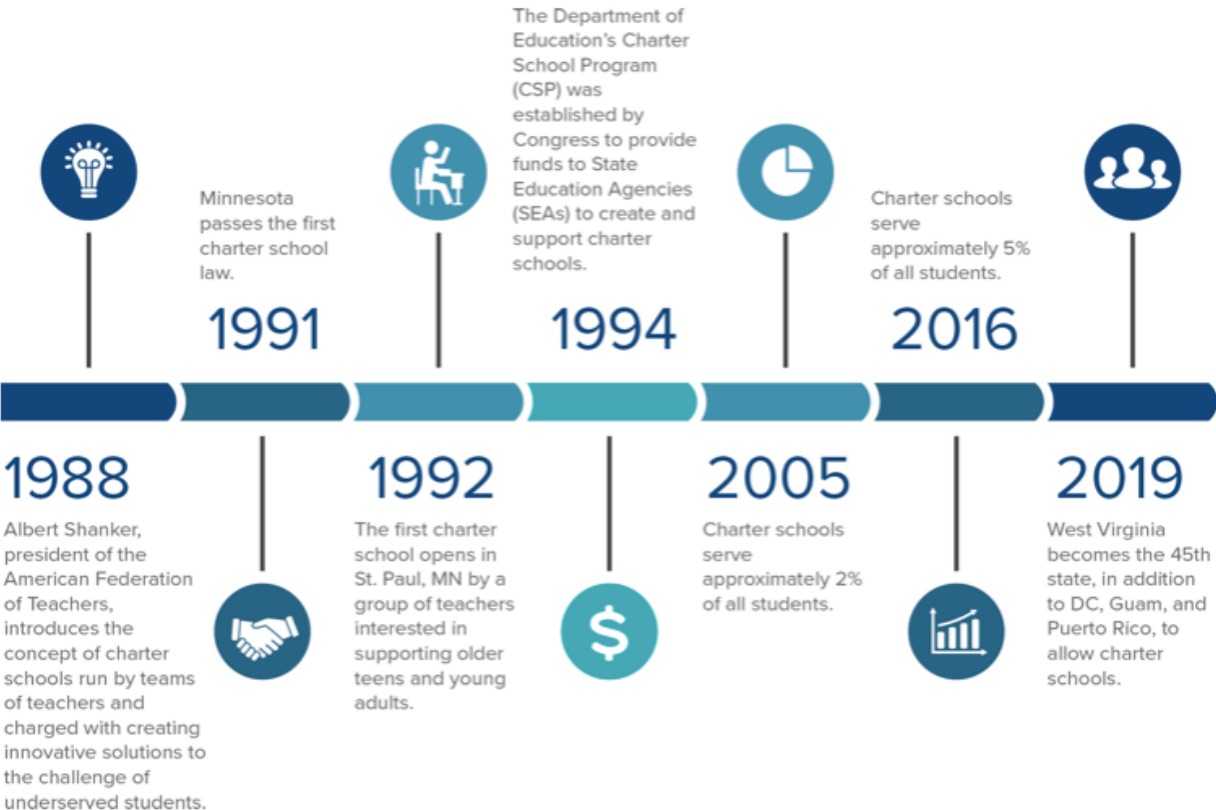 1988
Albert Shanker,
president of the
American Federation
of Teachers,
introduces the
concept of charter
schools run by teams
of teachers and
charged with creating
innovative solutions to
the challenge of
underserved students.
Minnesota
passes the first
charter school
law.
1991
1992
The first charter
school opens in
St. Paul, MN by a
group of teachers
interested in
supporting older
teens and young
adults.
The Department of
Education’s Charter
School Program
(CSP) was
established by
Congress to provide
funds to State
Education Agencies
(SEAs) to create and
support charter
schools.
1994
$
2005
Charter schools
serve
approximately 2%
of all students.
Charter schools
serve
approximately 5%
of all students.
2016
2019
West Virginia
becomes the 45th
state, in addition
to DC, Guam, and
Puerto Rico, to
allow charter
schools.